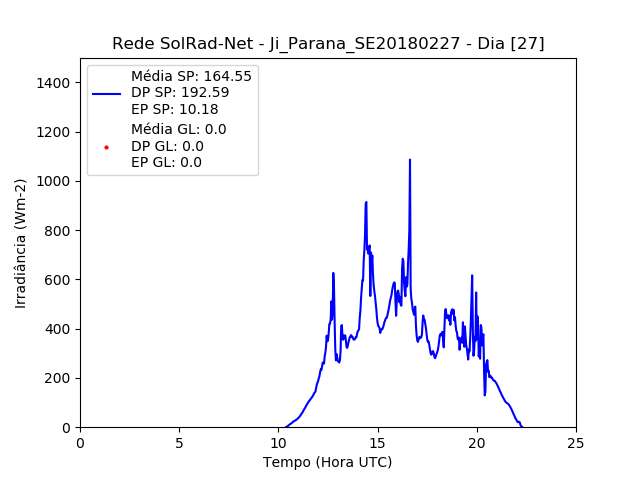 Rede SolRad-Net - Ji_Parana_SE20180227 - Dia [27]
Média SP: 164.55
DP SP: 192.59
EP SP: 10.18
Média GL: 0.0
DP GL: 0.0
EP GL: 0.0
1400
1200
1000
800
600
400
200
0
Irradiância (Wm-2)
0 5 10 15 20 25
Tempo (Hora UTC)